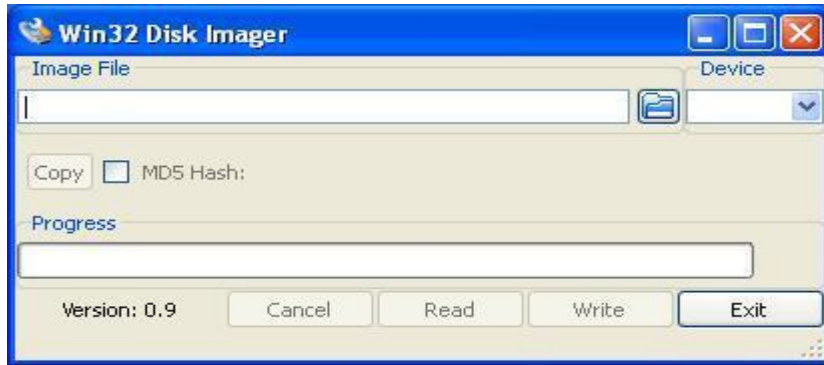 Win32 Disk Imager
Image File Device
Copy MD5 Hash:
Progress
Version: 0.9 Cancel Read Write Exit